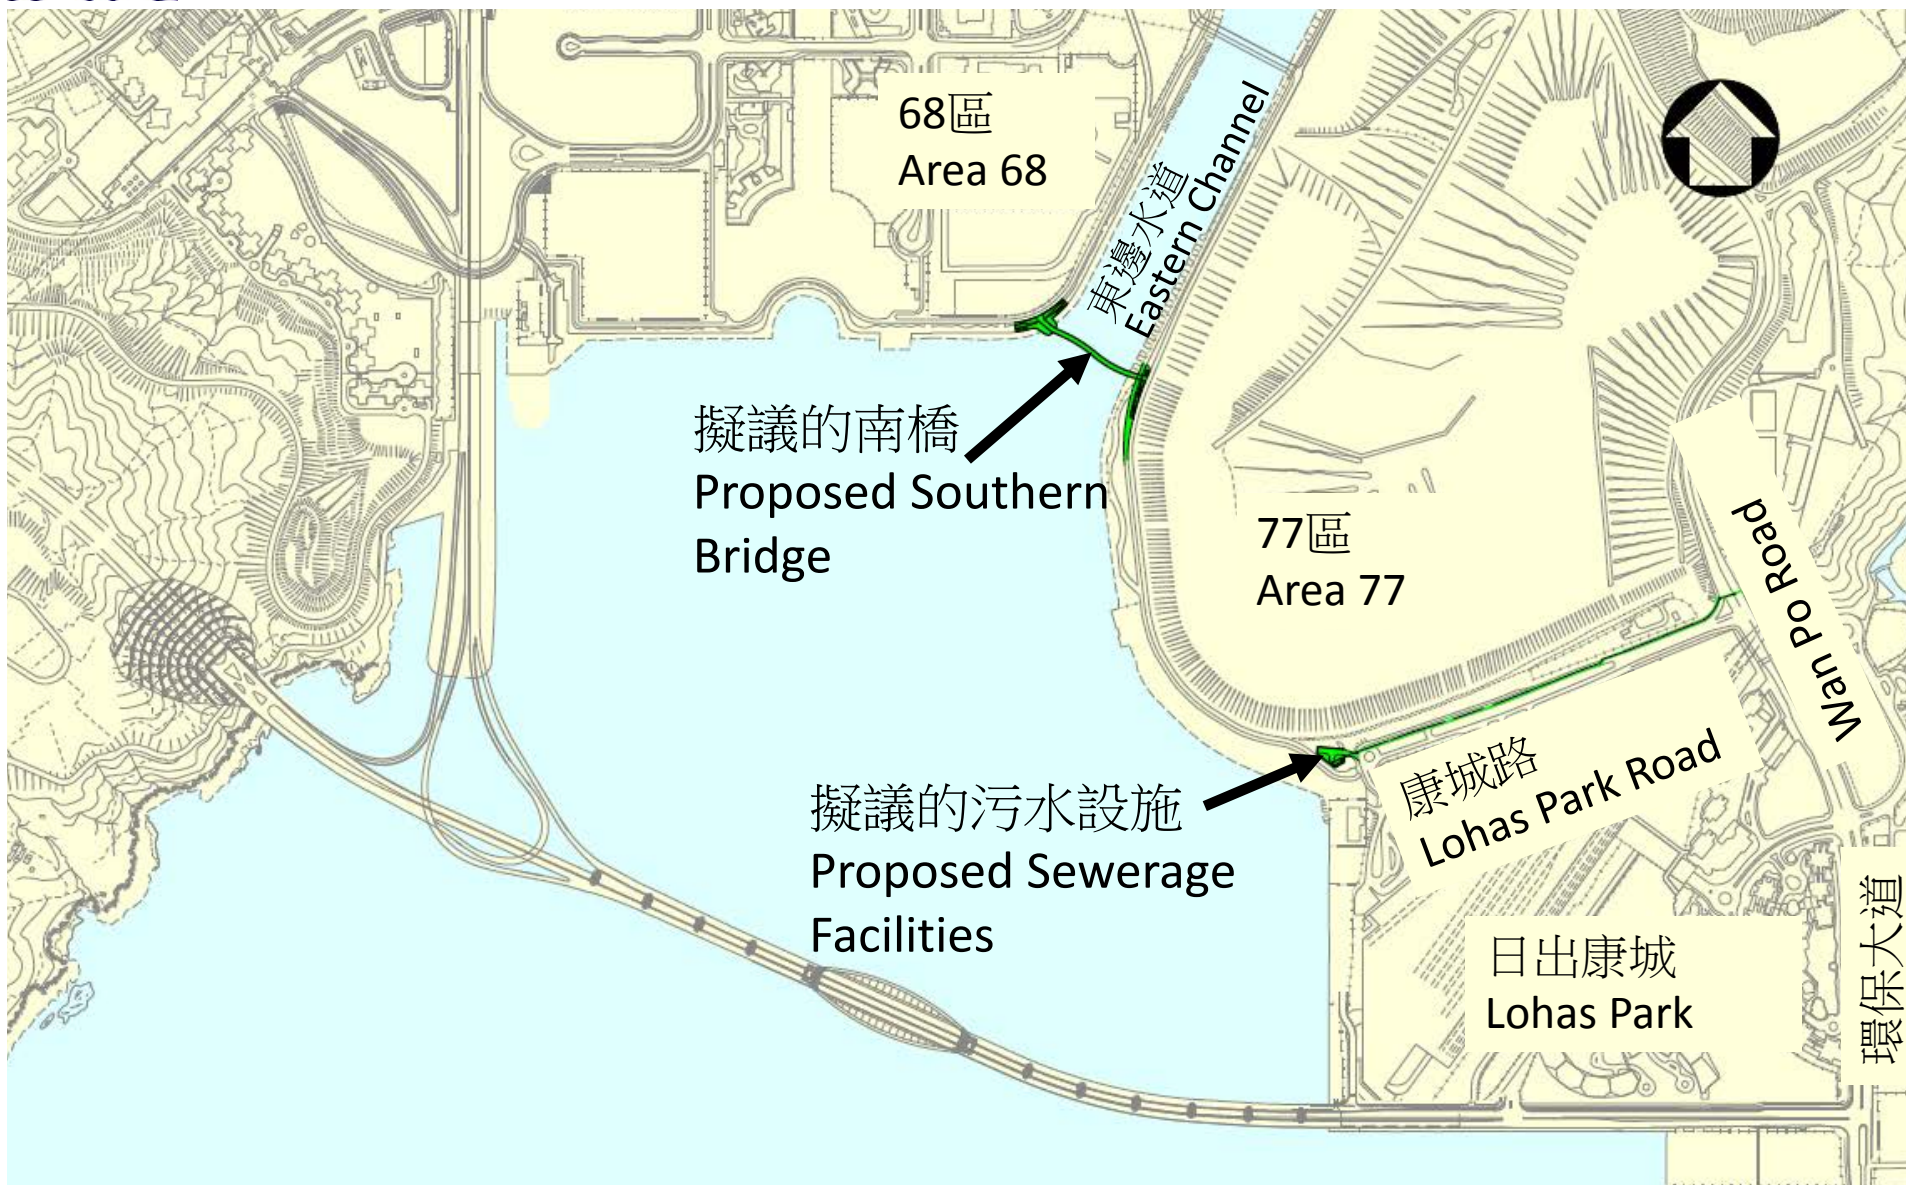 68區
Area 68
東邊水道
Eastern Channel
擬議的南橋
Proposed Southern
Bridge
77區
Area 77
Wan Po Road
康城路
Lohas Park Road
擬議的污水設施
Proposed Sewerage
Facilities
日出康城
Lohas Park
環保大道